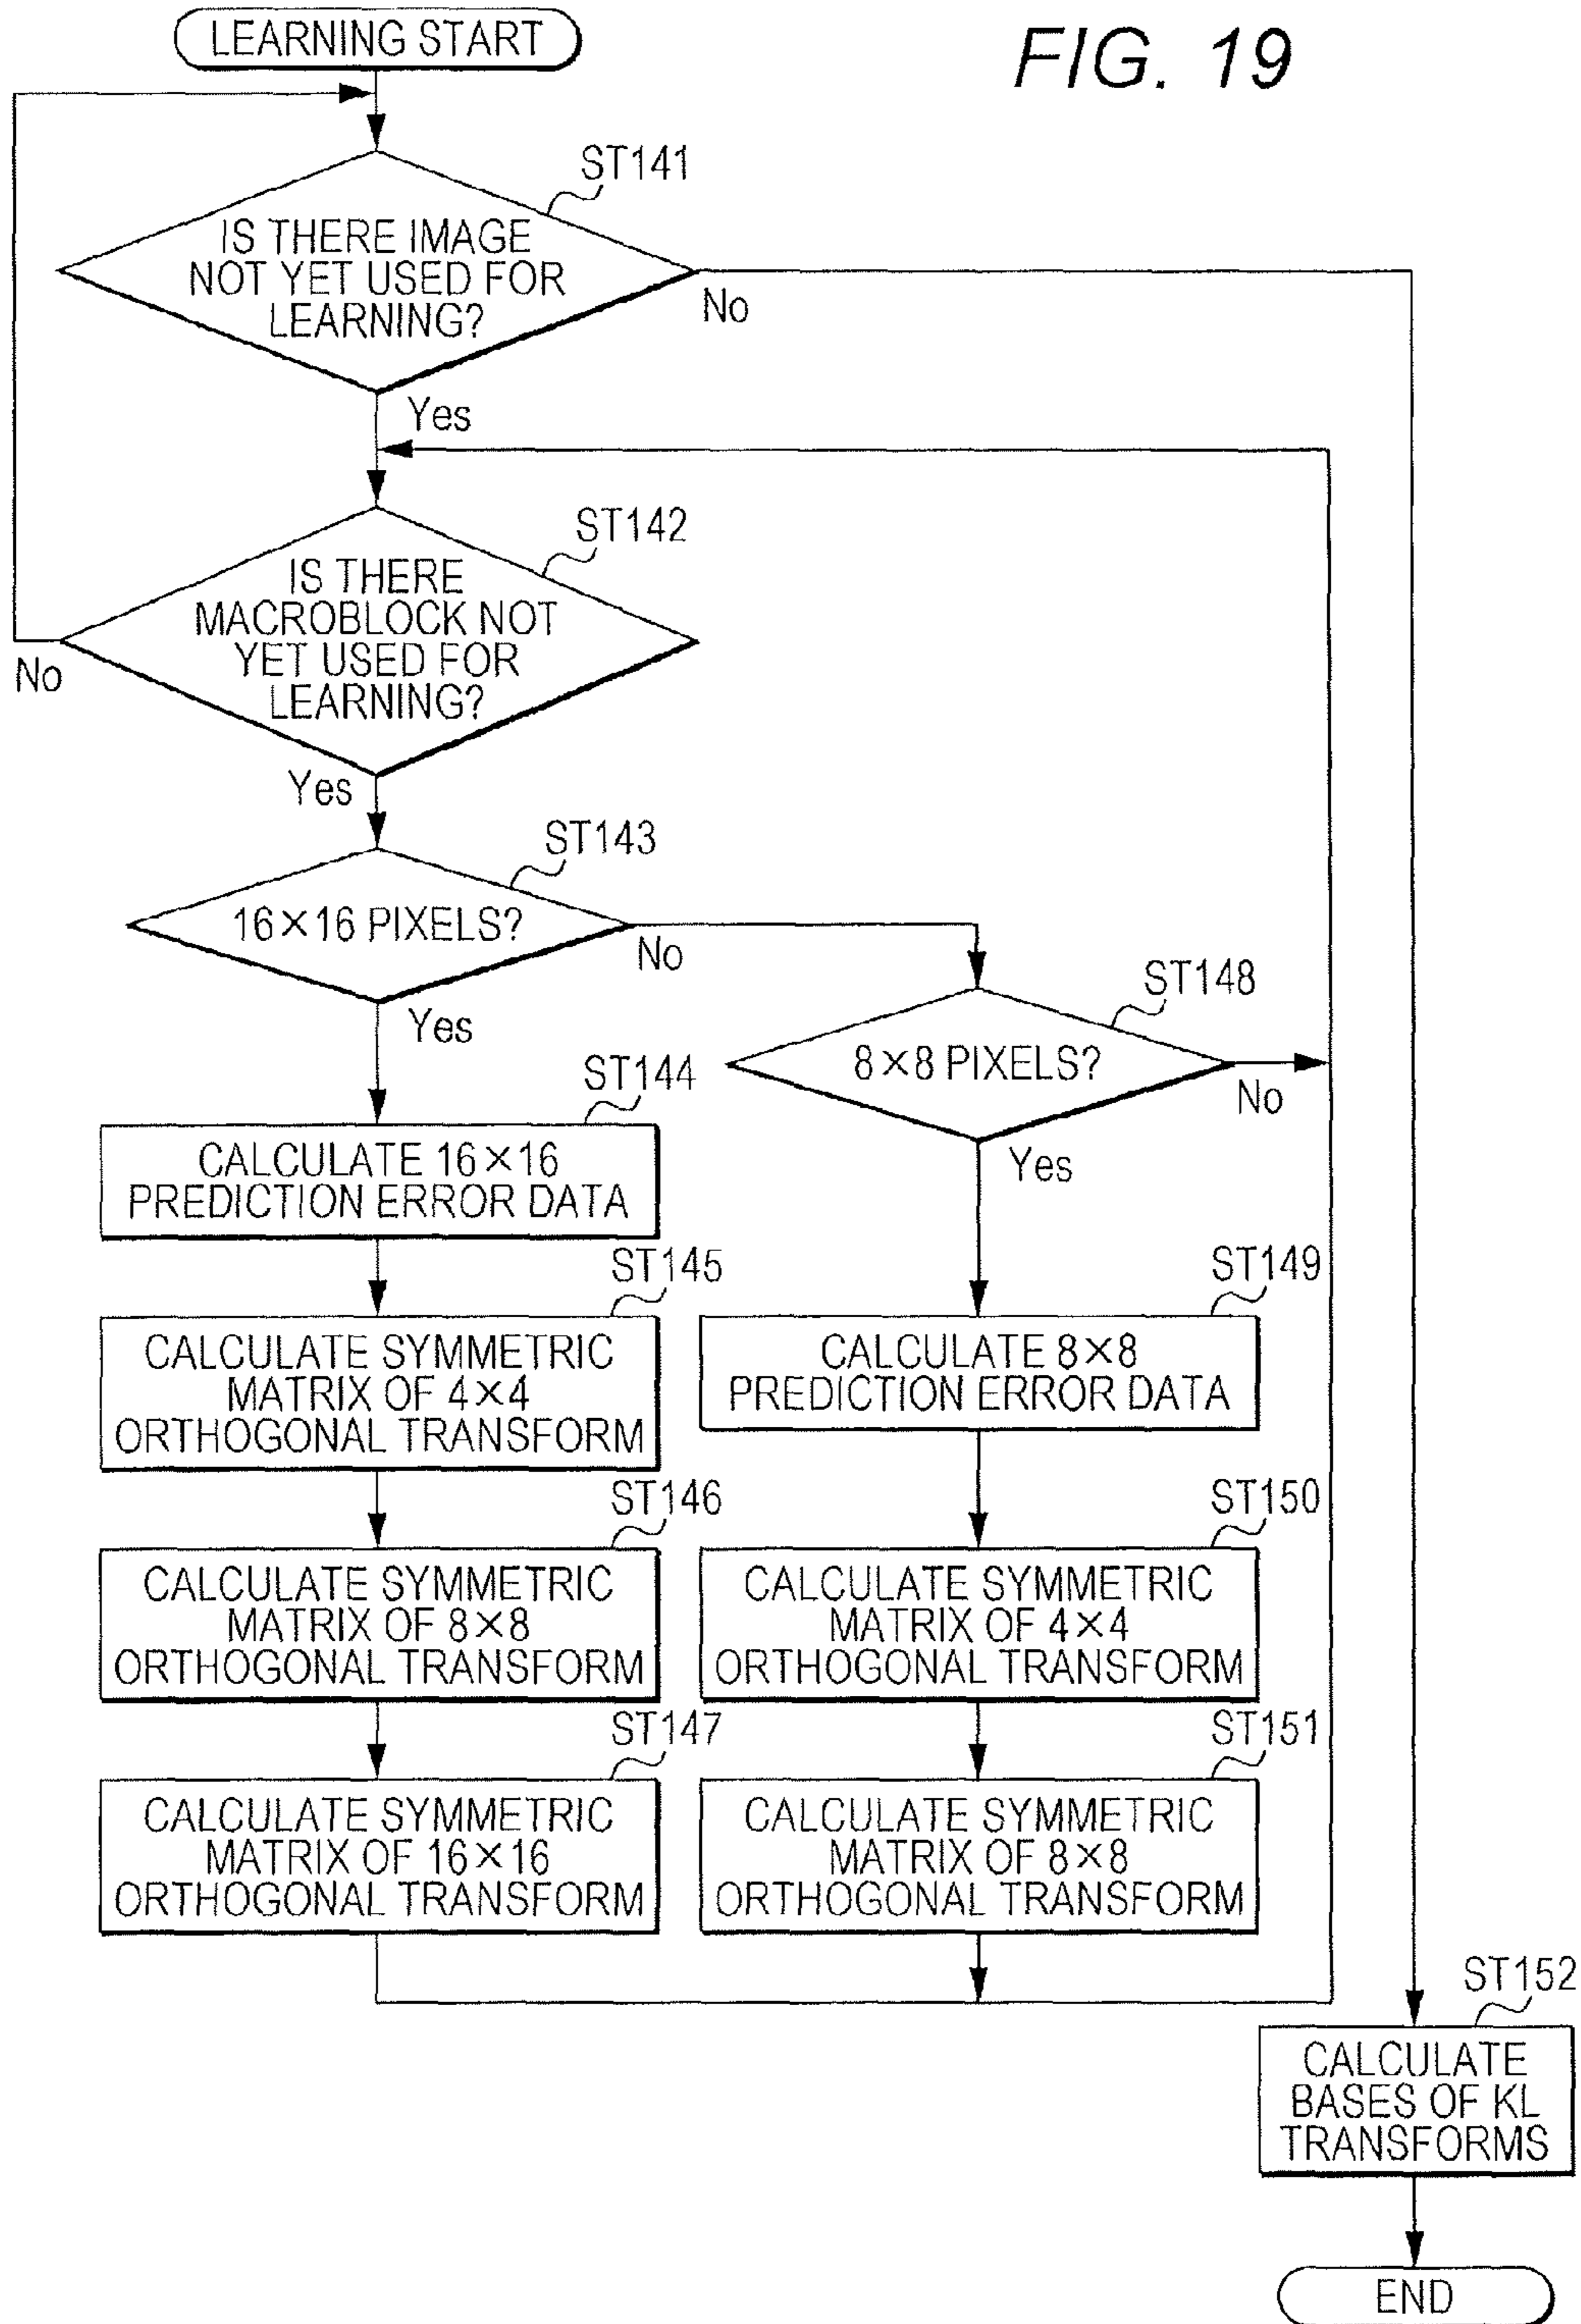 LEARNING START
FIG. 19
ST141
IS THERE IMAGE
NOT YET USED FOR
LEARNING?
No
Yes
ST142
IS THERE
MACROBLOCK NOT
YET USED FOR
LEARNING?
No
Yes
ST143
16×16 PIXELS?
No
Yes
ST148
8×8 PIXELS?
No
Yes
ST144
CALCULATE 16×16
PREDICTION ERROR DATA
ST145
CALCULATE SYMMETRIC
MATRIX OF 4×4
ORTHOGONAL TRANSFORM
ST149
CALCULATE 8×8
PREDICTION ERROR DATA
ST146
CALCULATE SYMMETRIC
MATRIX OF 8×8
ORTHOGONAL TRANSFORM
ST150
CALCULATE SYMMETRIC
MATRIX OF 4×4
ORTHOGONAL TRANSFORM
ST147
CALCULATE SYMMETRIC
MATRIX OF 16×16
ORTHOGONAL TRANSFORM
ST151
CALCULATE SYMMETRIC
MATRIX OF 8×8
ORTHOGONAL TRANSFORM
ST152
CALCULATE
BASES OF KL
TRANSFORMS
END